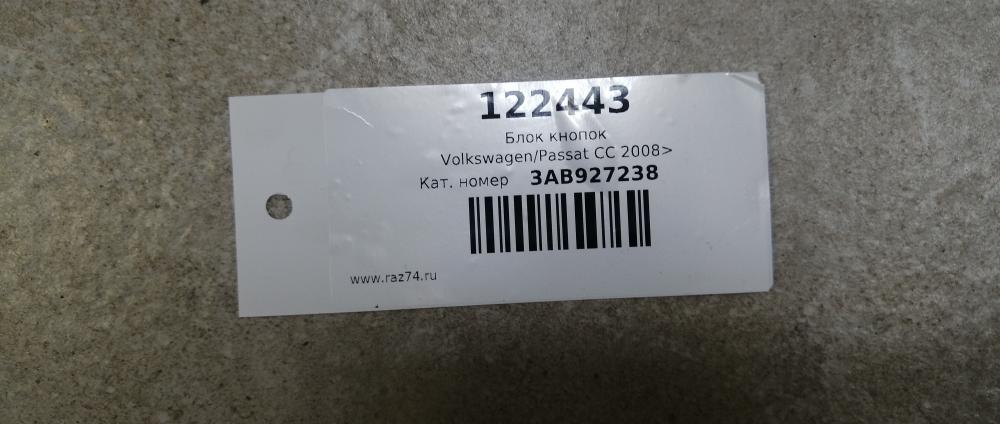 122443
Блок кнопок
Volkswagen/Passat CC 2008>
Кат. номер 3AB927238
www.raz74.ru